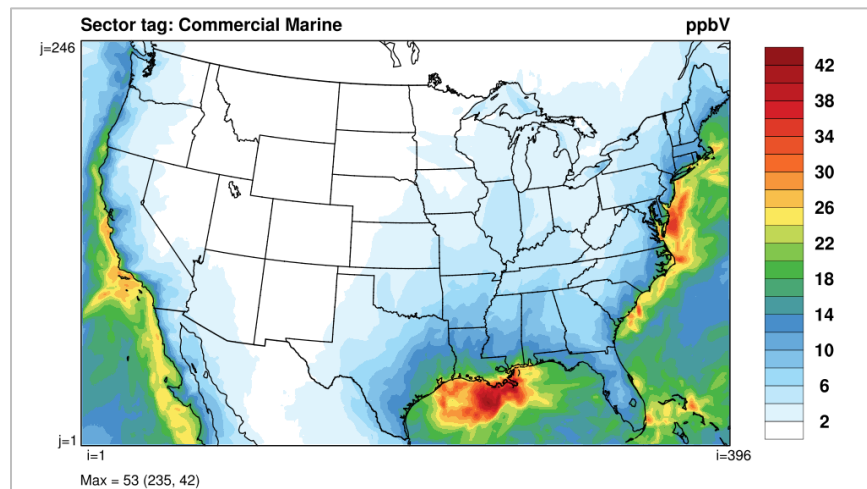 Sector tag: Commercial Marine
ppbV
j=246
42
38
34
30
26
22
18
14
10
6
2
j=1
i=1
i=396
Max = 53 (235, 42)